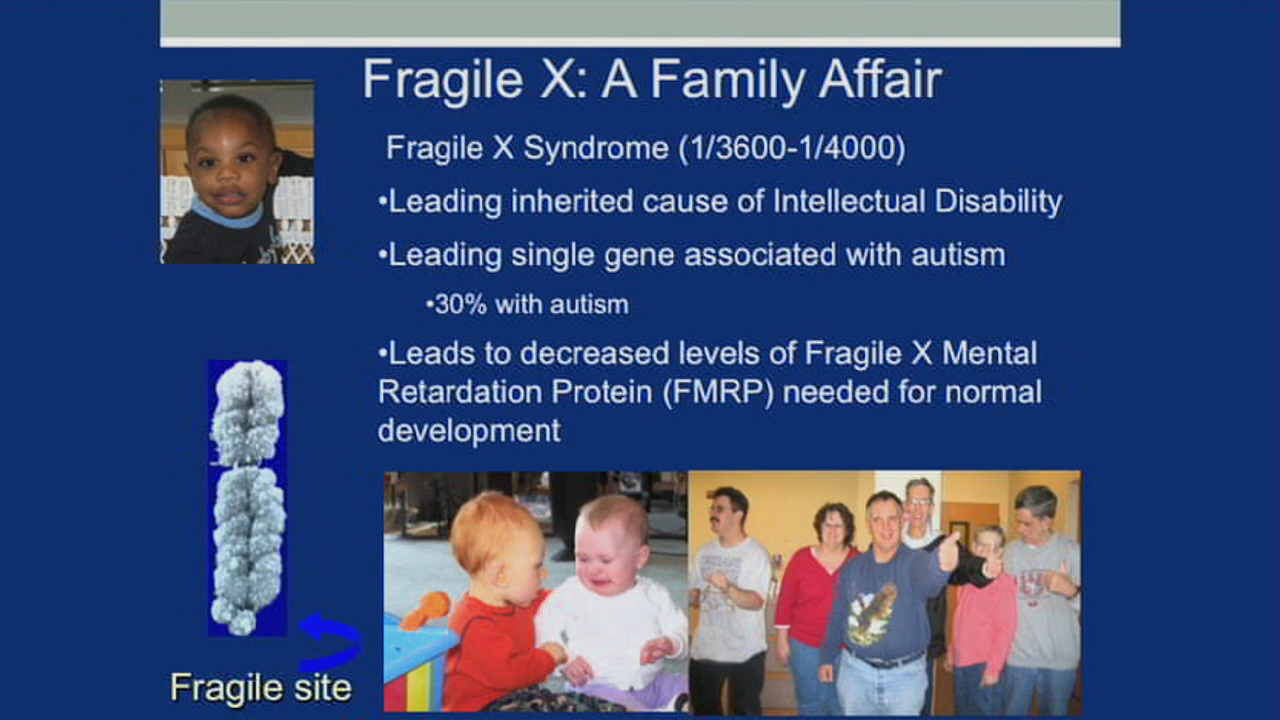 Fragile X: A Family Affair
Fragile X Syndrome (1/3600-1/4000)
•Leading inherited cause of Intellectual Disability
•Leading single gene associated with autism
•30% with autism
•Leads to decreased levels of Fragile X Mental
Retardation Protein (FMRP) needed for normal
development
Fragile site